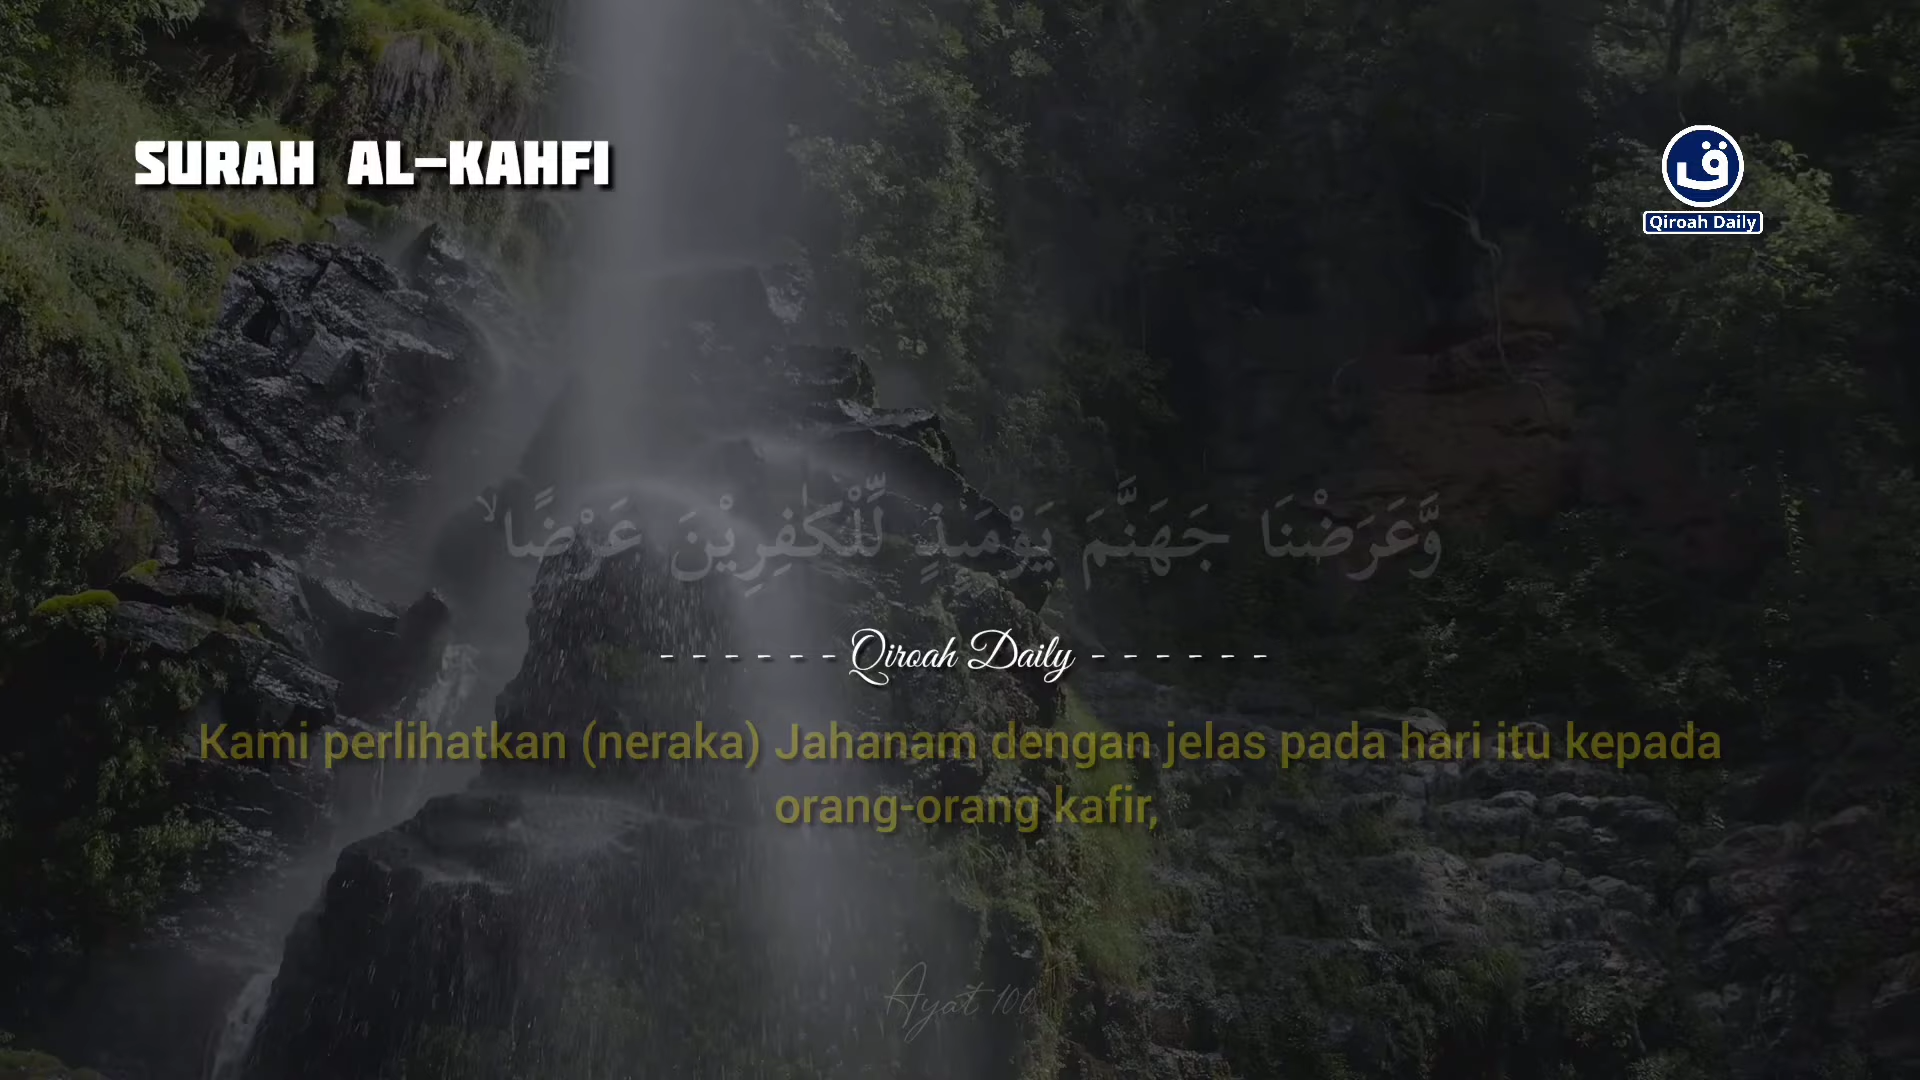 SURAH AL-KAHFI
ق
Qiroah Daily
وَّعَرَضْنَا جَهَنَّمَ يَوْمَىِٕذٍ لِّلْكٰفِرِيْنَ عَرْضًاۙ
- - - - - - Qiroah Daily - - - - - -
Kami perlihatkan (neraka) Jahanam dengan jelas pada hari itu kepada
orang-orang kafir,
Ayat 100